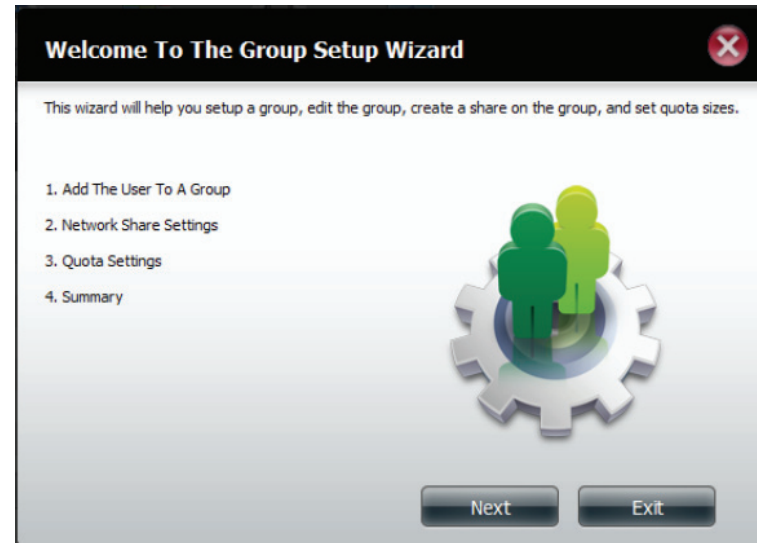 Welcome To The Group Setup Wizard
This wizard will help you setup a group, edit the group, create a share on the group, and set quota sizes.
1. Add The User To A Group
2. Network Share Settings
3. Quota Settings
4. Summary
Next
Exit